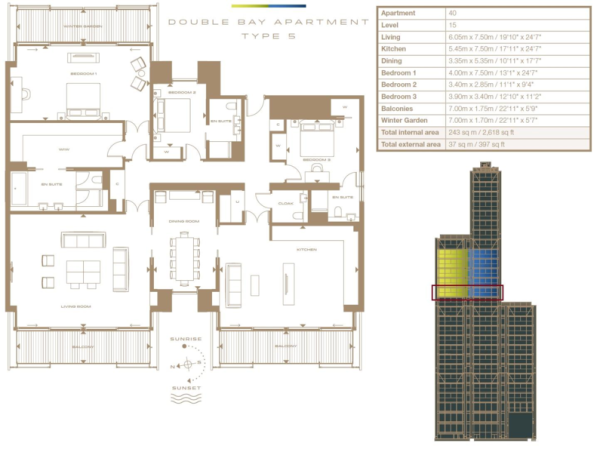 DOUBLE BAY APARTMENT
TYPE 5
Apartment 40
Level 15
Living 6.05m x 7.50m / 19'10" x 24'7"
Kitchen 5.45m x 7.50m / 17'11" x 24'7"
Dining 3.35m x 5.35m / 10'11" x 17'7"
Bedroom 1 4.00m x 7.50m / 13'1" x 24'7"
Bedroom 2 3.40m x 2.85m / 11'1" x 9'4"
Bedroom 3 3.90m x 3.40m / 12'10" x 11'2"
Balconies 7.00m x 1.75m / 22'11" x 5'9"
Winter Garden 7.00m x 1.70m / 22'11" x 5'7"
Total internal area 243 sq m / 2,618 sq ft
Total external area 37 sq m / 397 sq ft
WINTER GARDEN
BEDROOM 1
BEDROOM 2
EN SUITE
BEDROOM 3
EN SUITE
EN SUITE
CLOAK
DINING ROOM
KITCHEN
LIVING ROOM
BALCONY
BALCONY
SUNRISE
N
SUNSET